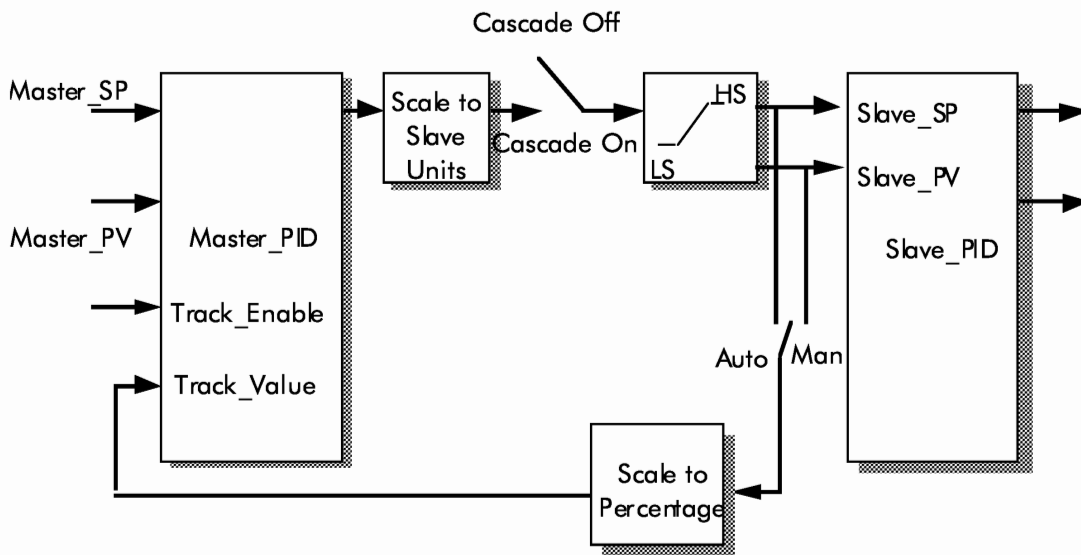 Cascade Off
Master_SP
Scale to
Slave
Units
HS
Cascade On
LS
Slave_SP
Slave_PV
Master_PV
Master_PID
Slave_PID
Track_Enable
Auto
Man
Track_Value
Scale to
Percentage